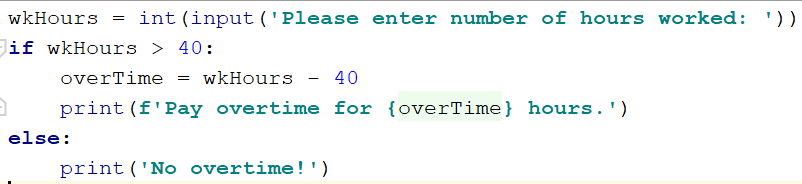 wkHours = int(input('Please enter number of hours worked: '))
if wkHours > 40:
    overTime = wkHours - 40
    print(f'Pay overtime for {overTime} hours.')
else:
    print('No overtime!')